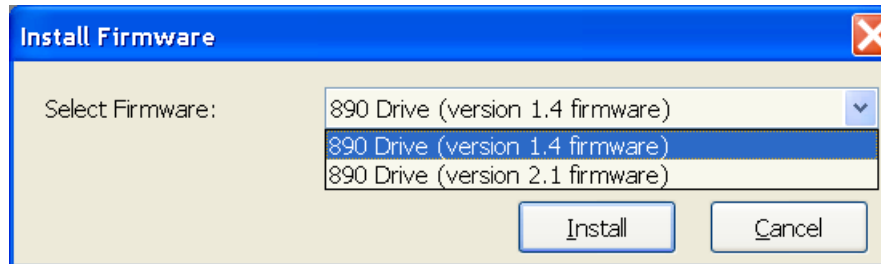 Install Firmware
Select Firmware: 890 Drive (version 1.4 firmware)
890 Drive (version 1.4 firmware)
890 Drive (version 2.1 firmware)
Install Cancel